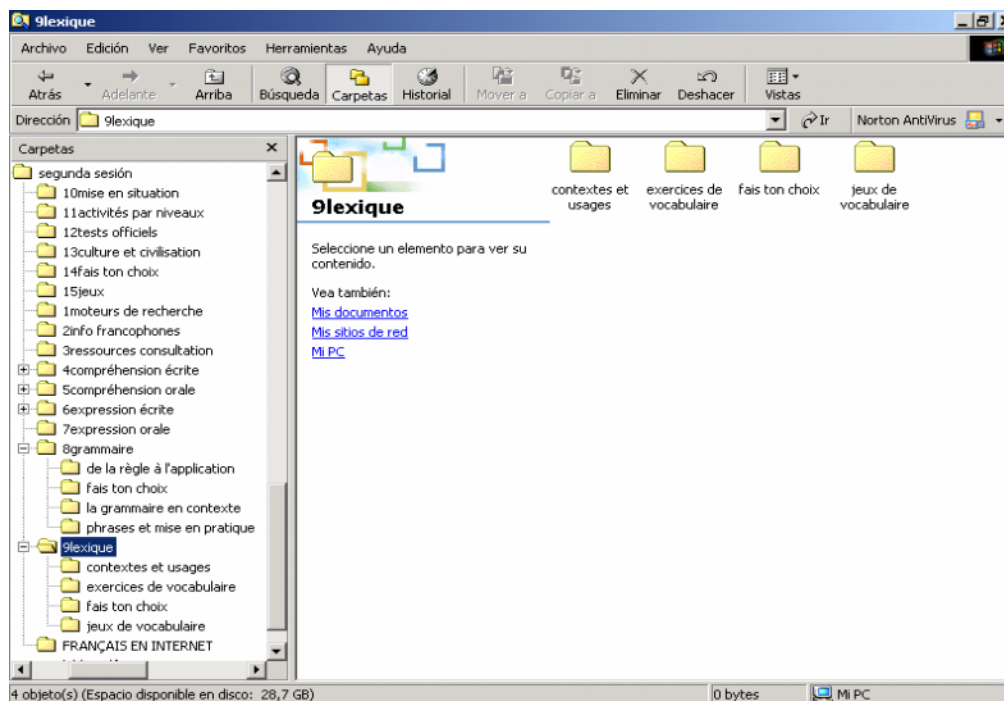 9lexique
Archivo Edición Ver Favoritos Herramientas Ayuda
Atrás Adelante Arriba Búsqueda Carpetas Historial Mover a Copiar a Eliminar Deshacer Vistas
Dirección 9lexique Ir Norton AntiVirus
Carpetas
segunda sesión
10mise en situation
11activités par niveaux
12tests officiels
13culture et civilisation
14fais ton choix
15jeux
1moteurs de recherche
2info francophones
3ressources consultation
4compréhension écrite
5compréhension orale
6expression écrite
7expression orale
8grammaire
de la règle à l'application
fais ton choix
la grammaire en contexte
phrases et mise en pratique
9lexique
contextes et usages
exercices de vocabulaire
fais ton choix
jeux de vocabulaire
FRANÇAIS EN INTERNET
9lexique
Seleccione un elemento para ver su
contenido.
Vea también:
Mis documentos
Mis sitios de red
Mi PC
contextes et
usages
exercices de
vocabulaire
fais ton choix
jeux de
vocabulaire
4 objeto(s) (Espacio disponible en disco: 28,7 GB) 0 bytes Mi PC